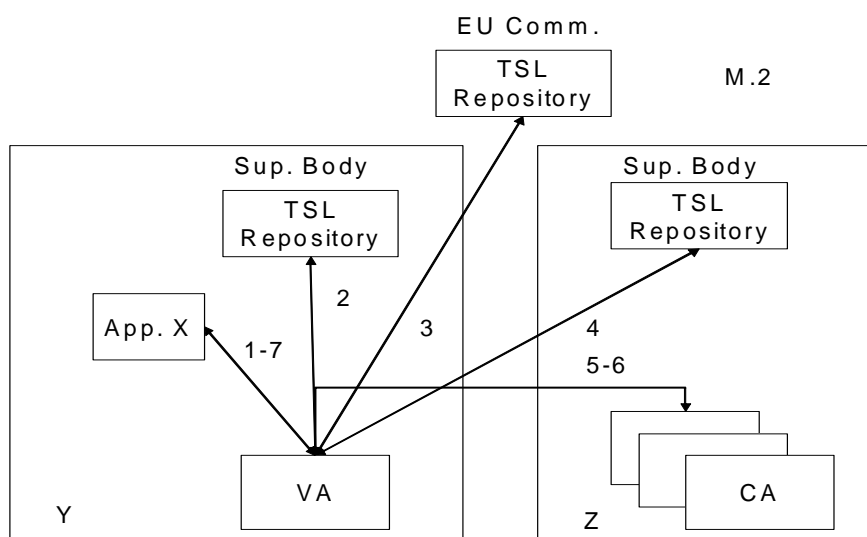 EU Comm.
TSL
Repository
M.2
Sup. Body
TSL
Repository
Sup. Body
TSL
Repository
App. X
1-7
2
3
4
5-6
VA
CA
Y
Z